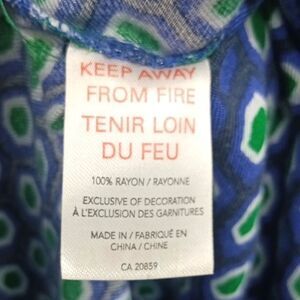 KEEP AWAY
FROM FIRE
TENIR LOIN
DU FEU
100% RAYON / RAYONNE
EXCLUSIVE OF DECORATION
À L'EXCLUSION DES GARNITURES
MADE IN / FABRIQUÉ EN
CHINA / CHINE
CA 20859